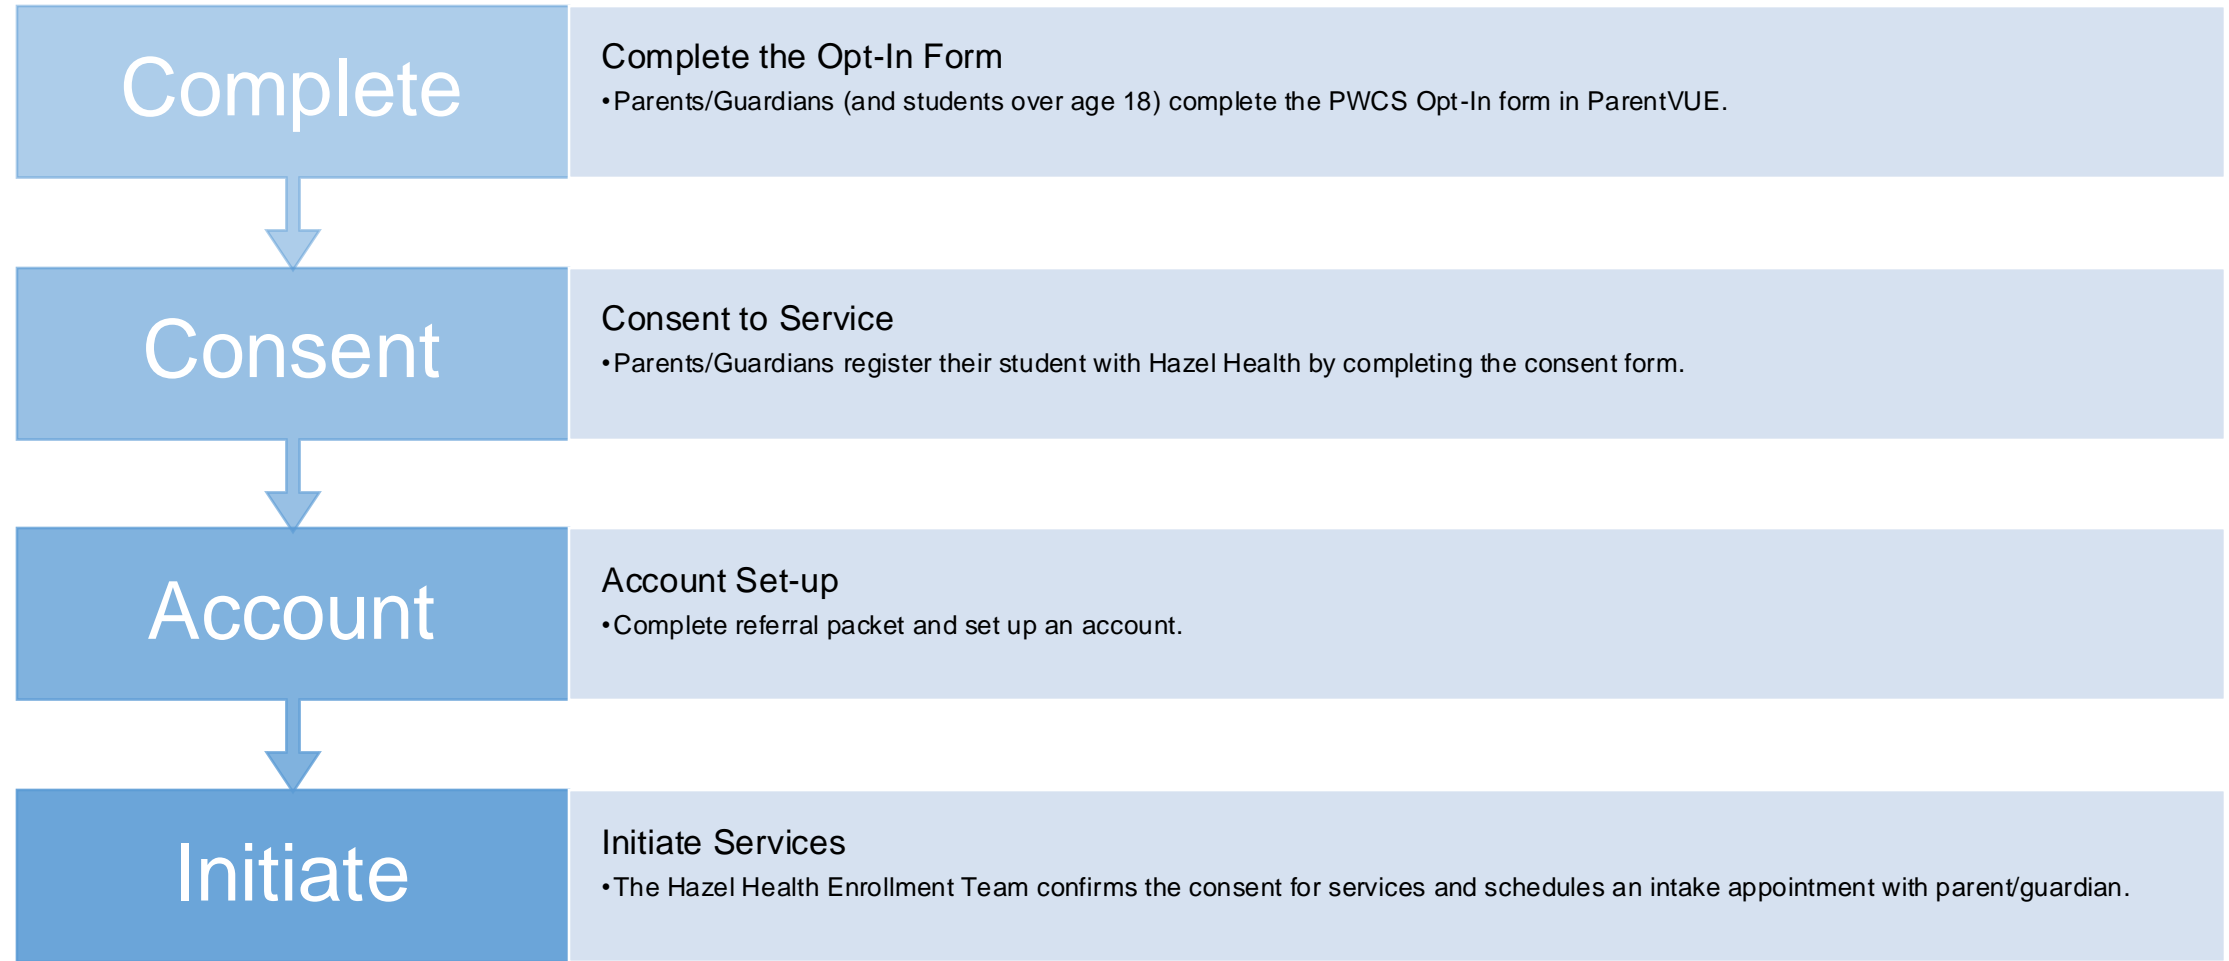 Complete
Complete the Opt-In Form
•Parents/Guardians (and students over age 18) complete the PWCS Opt-In form in ParentVUE.
Consent
Consent to Service
•Parents/Guardians register their student with Hazel Health by completing the consent form.
Account
Account Set-up
•Complete referral packet and set up an account.
Initiate
Initiate Services
•The Hazel Health Enrollment Team confirms the consent for services and schedules an intake appointment with parent/guardian.